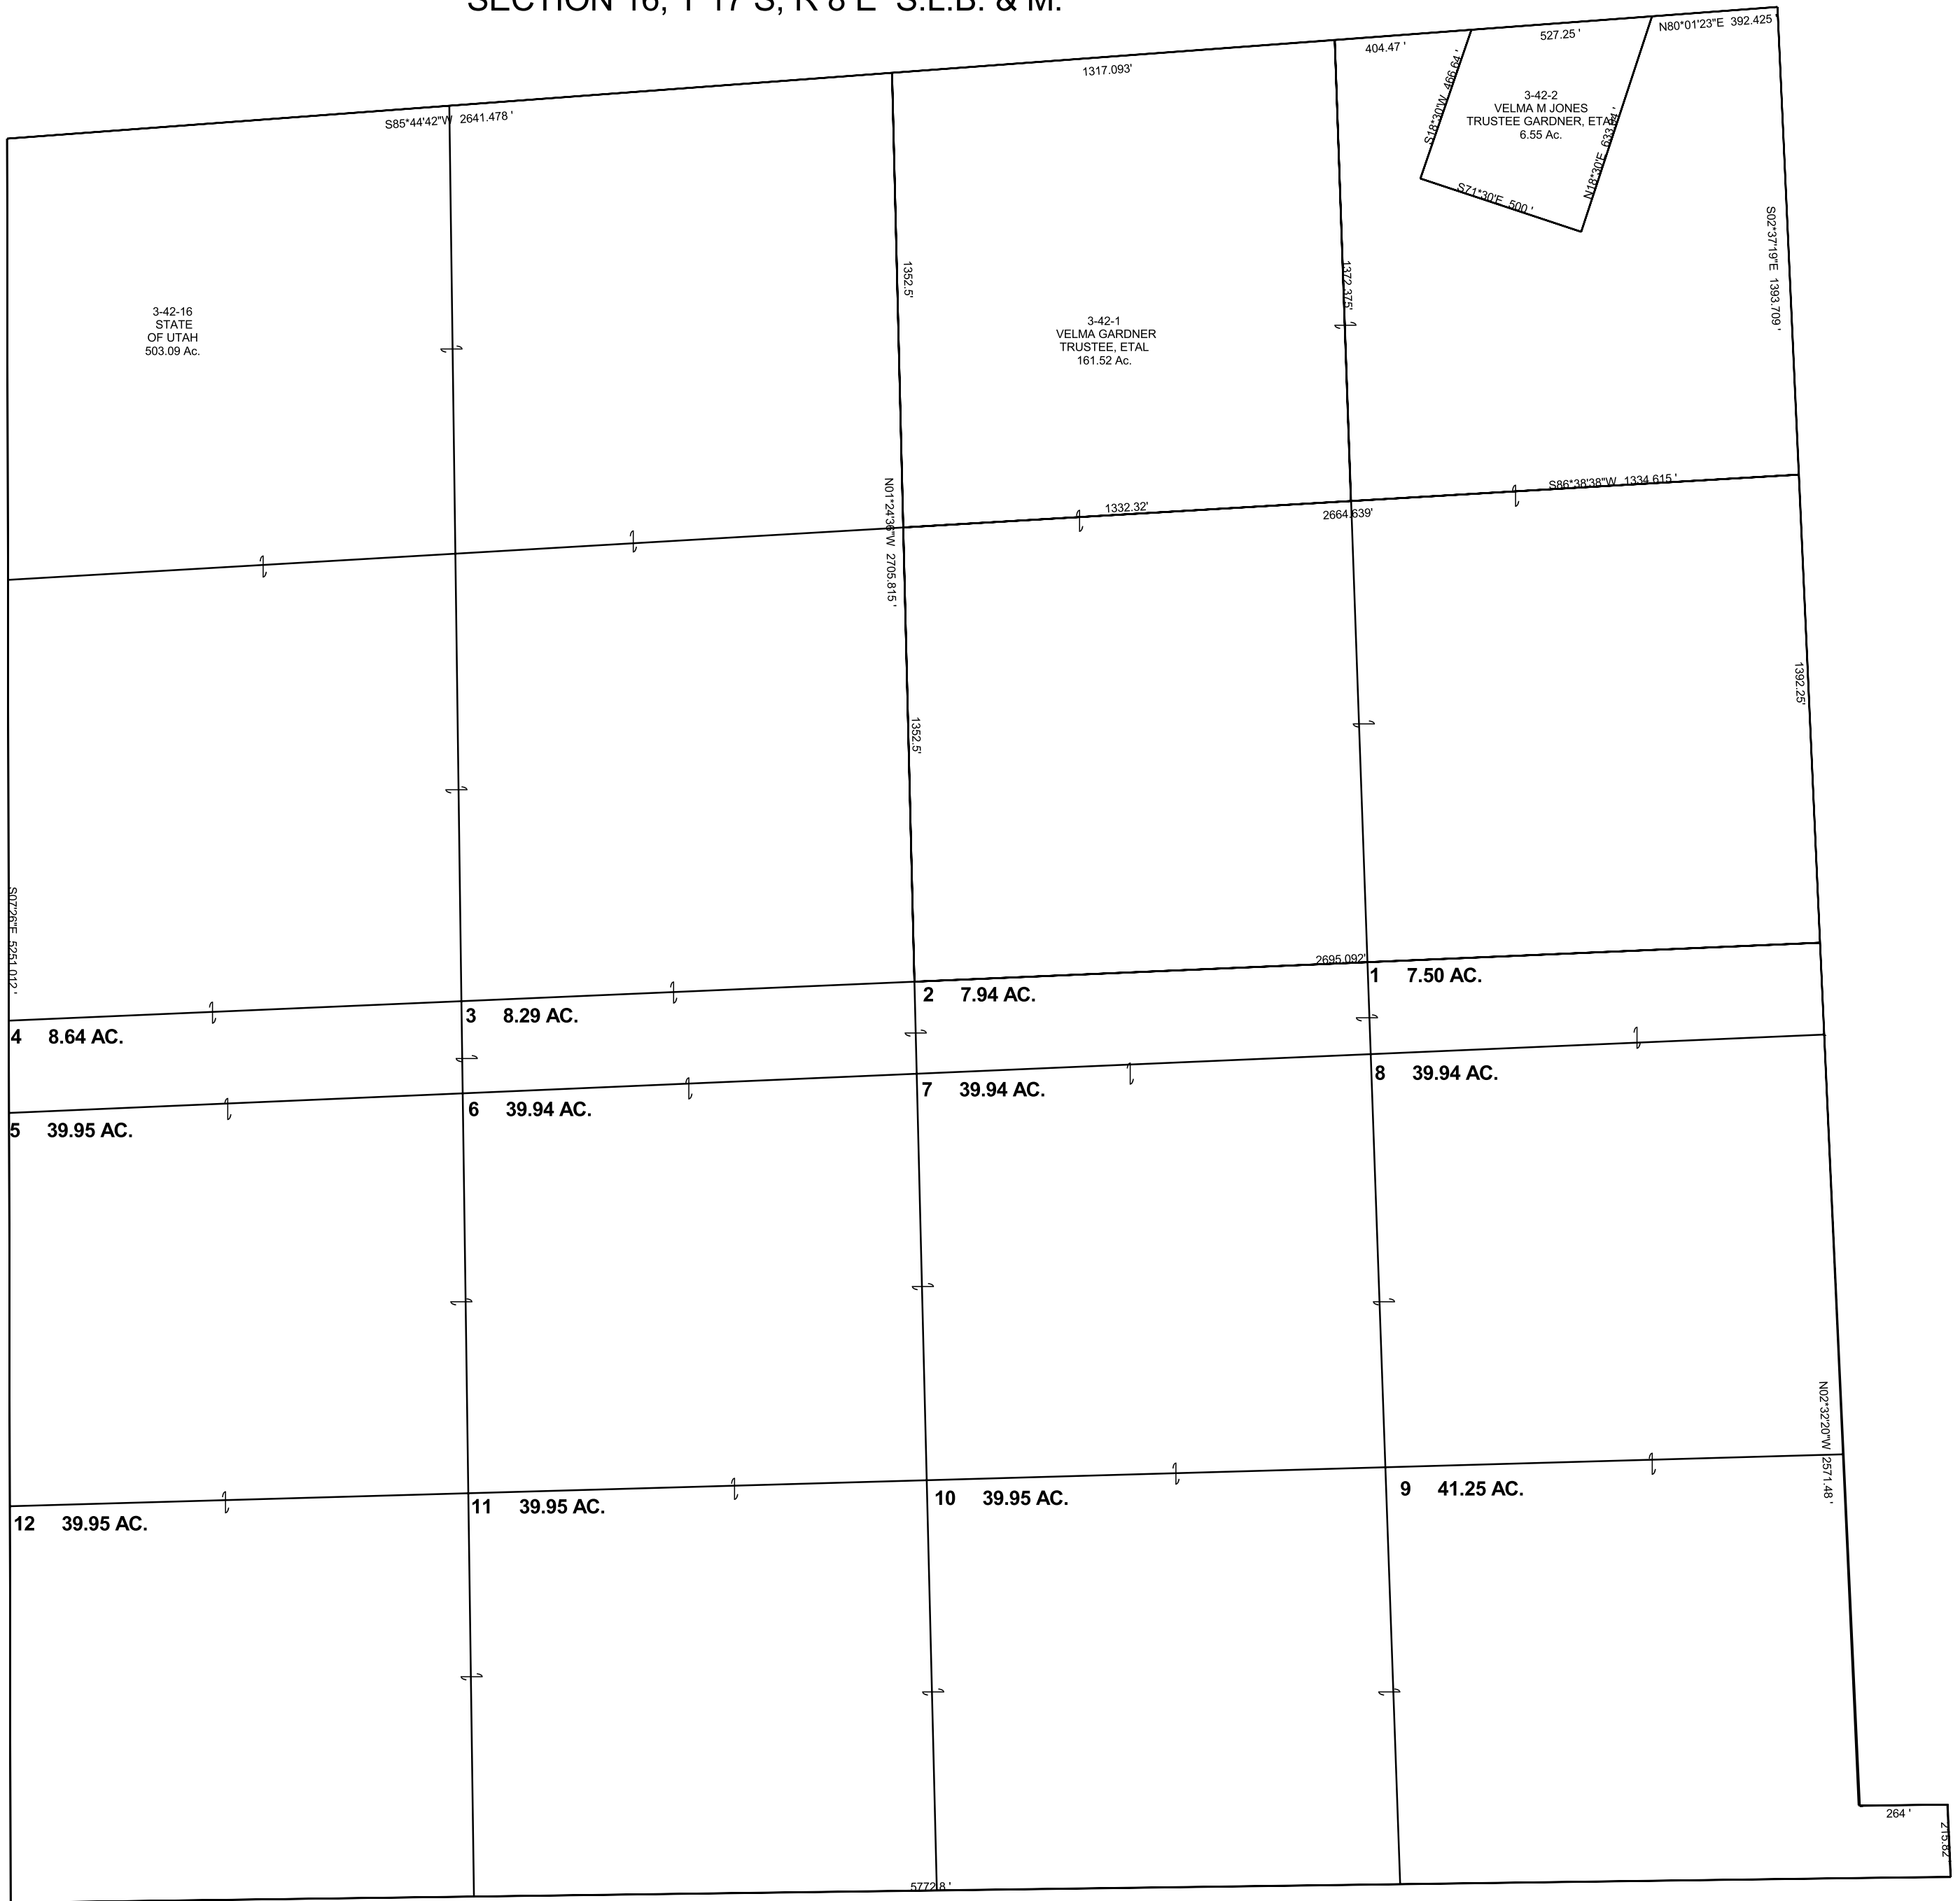 SECTION 16, T 17 S, R 8 E S.L.B. & M.
N80*01'23"E 392.425 '
527.25 '
404.47 '
1317.093'
S85*44'42"W 2641.478 '
S18*30'W 466.64 '
3-42-2
VELMA M JONES
TRUSTEE GARDNER, ETAL
6.55 Ac.
N18*30'E 633.84 '
S71*30'E 500 '
S02*37'19"E 1393.709 '
1352.5'
1372.375'
3-42-16
STATE
OF UTAH
503.09 Ac.
3-42-1
VELMA GARDNER
TRUSTEE, ETAL
161.52 Ac.
S86*38'38"W 1334.615 '
1332.32'
2664.639'
N01*24'36"W 2705.815 '
1392.25'
1352.5'
S07'26"E 5251.012 '
2695.092'
1 7.50 AC.
2 7.94 AC.
3 8.29 AC.
4 8.64 AC.
8 39.94 AC.
7 39.94 AC.
6 39.94 AC.
5 39.95 AC.
N02*32'20"W 2571.48 '
9 41.25 AC.
10 39.95 AC.
11 39.95 AC.
12 39.95 AC.
264 '
215.82
5772.8 '